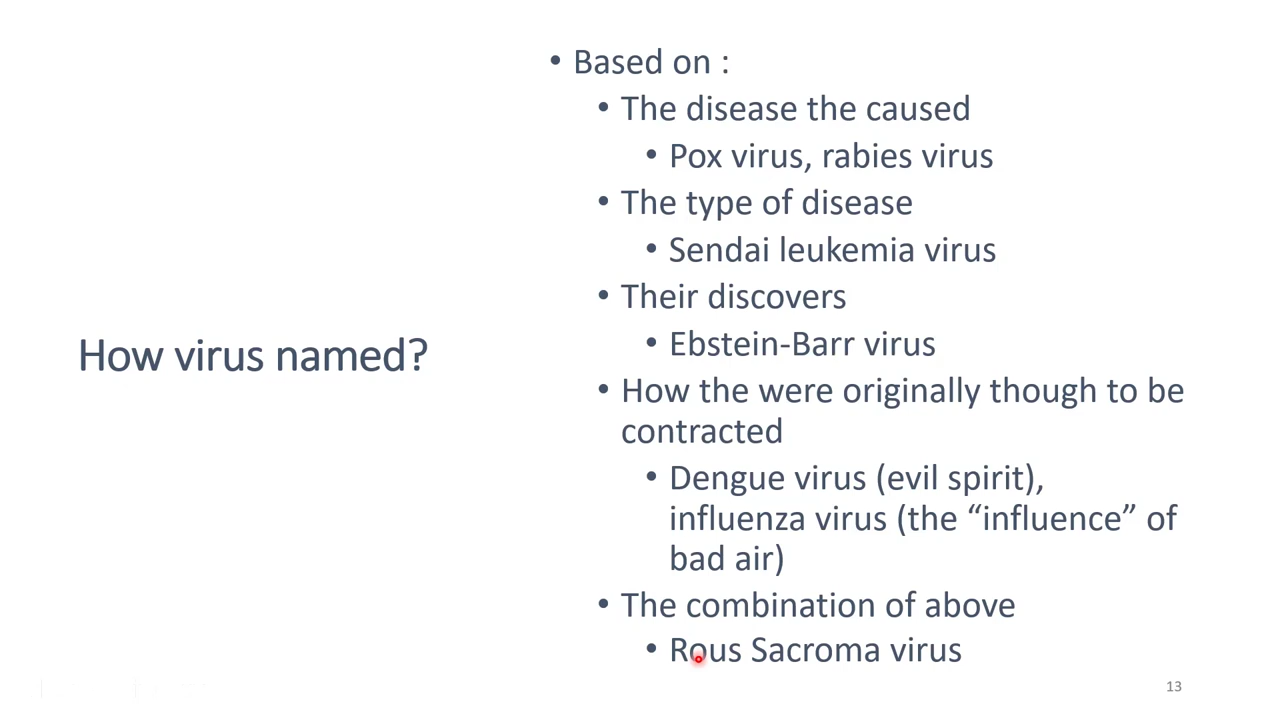 How virus named?
• Based on :
• The disease the caused
• Pox virus, rabies virus
• The type of disease
• Sendai leukemia virus
• Their discovers
• Ebstein-Barr virus
• How the were originally though to be
contracted
• Dengue virus (evil spirit),
influenza virus (the “influence” of
bad air)
• The combination of above
• Rous Sacroma virus
13